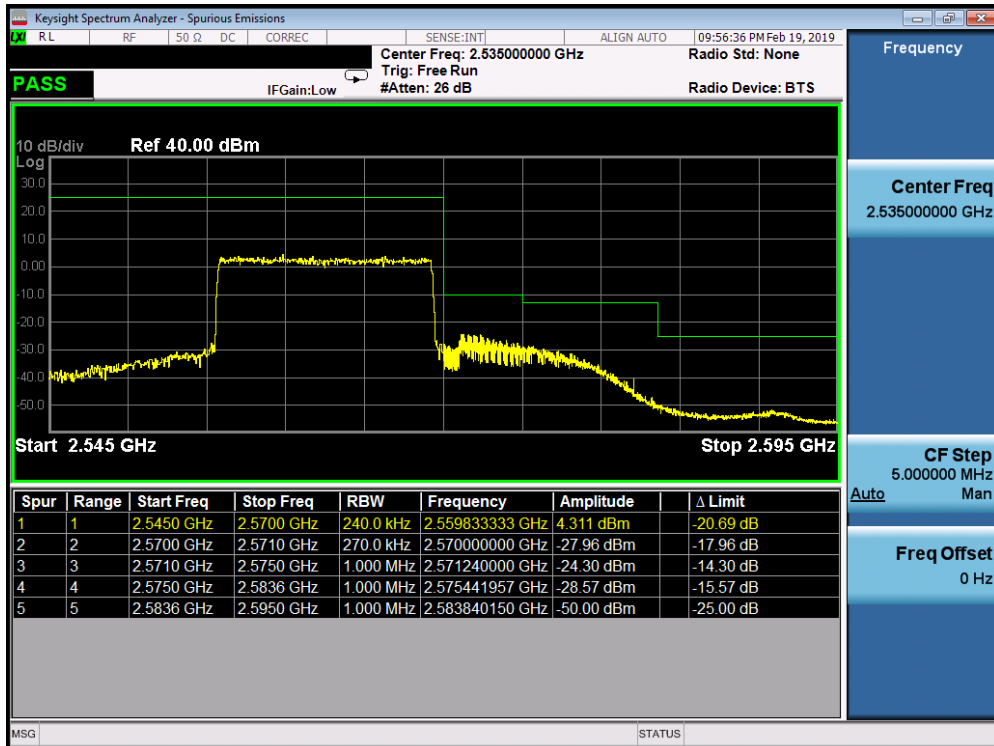 Keysight Spectrum Analyzer - Spurious Emissions
LXI RL RF 50 Ω DC CORREC SENSE:INT ALIGN AUTO 09:56:36 PM Feb 19, 2019
Center Freq: 2.535000000 GHz Radio Std: None
Trig: Free Run
PASS IFGain:Low #Atten: 26 dB Radio Device: BTS
10 dB/div Ref 40.00 dBm
Log
30.0
20.0
10.0
0.00
-10.0
-20.0
-30.0
-40.0
-50.0
Start 2.545 GHz Stop 2.595 GHz
Spur Range Start Freq Stop Freq RBW Frequency Amplitude Δ Limit
1 1 2.5450 GHz 2.5700 GHz 240.0 kHz 2.559833333 GHz 4.311 dBm -20.69 dB
2 2 2.5700 GHz 2.5710 GHz 270.0 kHz 2.570000000 GHz -27.96 dBm -17.96 dB
3 3 2.5710 GHz 2.5750 GHz 1.000 MHz 2.571240000 GHz -24.30 dBm -14.30 dB
4 4 2.5750 GHz 2.5836 GHz 1.000 MHz 2.575441957 GHz -28.57 dBm -15.57 dB
5 5 2.5836 GHz 2.5950 GHz 1.000 MHz 2.583840150 GHz -50.00 dBm -25.00 dB
MSG STATUS
Frequency
Center Freq
2.535000000 GHz
CF Step
5.000000 MHz
Auto Man
Freq Offset
0 Hz